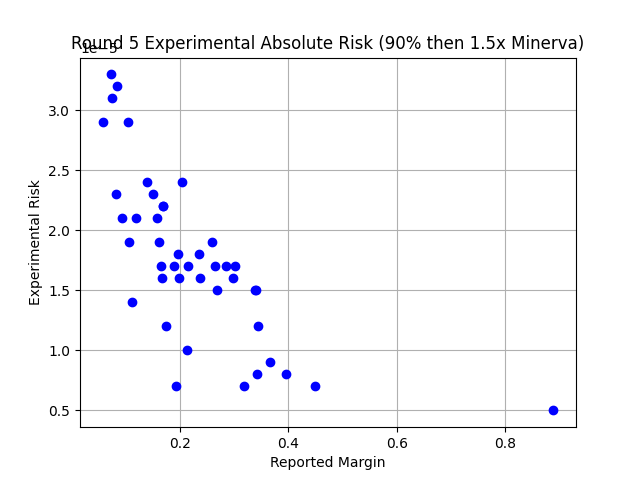 Round 5 Experimental Absolute Risk (90% then 1.5x Minerva)
1e−5
3.0
2.5
2.0
1.5
1.0
0.5
Experimental Risk
0.2 0.4 0.6 0.8
Reported Margin